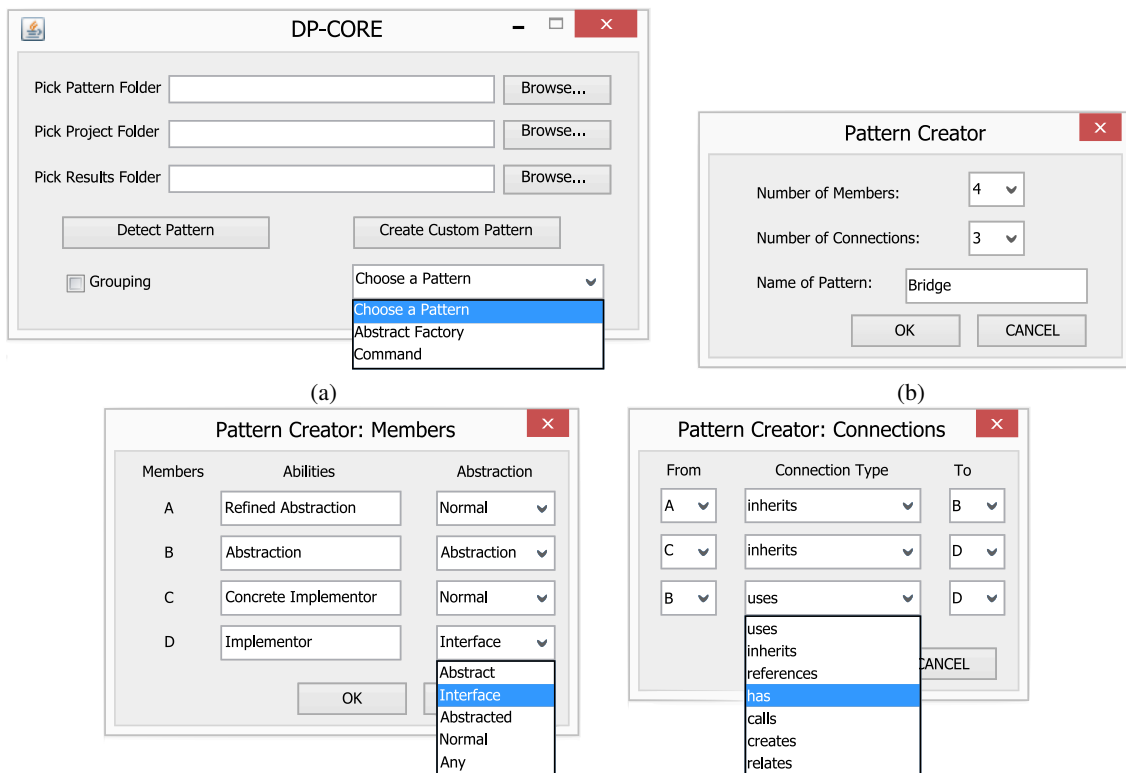 DP-CORE
Pick Pattern Folder Browse...
Pick Project Folder Browse...
Pick Results Folder Browse...
Detect Pattern Create Custom Pattern
Grouping Choose a Pattern
Choose a Pattern
Abstract Factory
Command
(a)
Pattern Creator
Number of Members: 4
Number of Connections: 3
Name of Pattern: Bridge
OK CANCEL
(b)
Pattern Creator: Members
Members Abilities Abstraction
A Refined Abstraction Normal
B Abstraction Abstraction
C Concrete Implementor Normal
D Implementor Interface
Abstract
Interface
Abstracted
Normal
Any
OK
Pattern Creator: Connections
From Connection Type To
A inherits B
C inherits D
B uses D
uses
inherits
references
has
calls
creates
relates
CANCEL